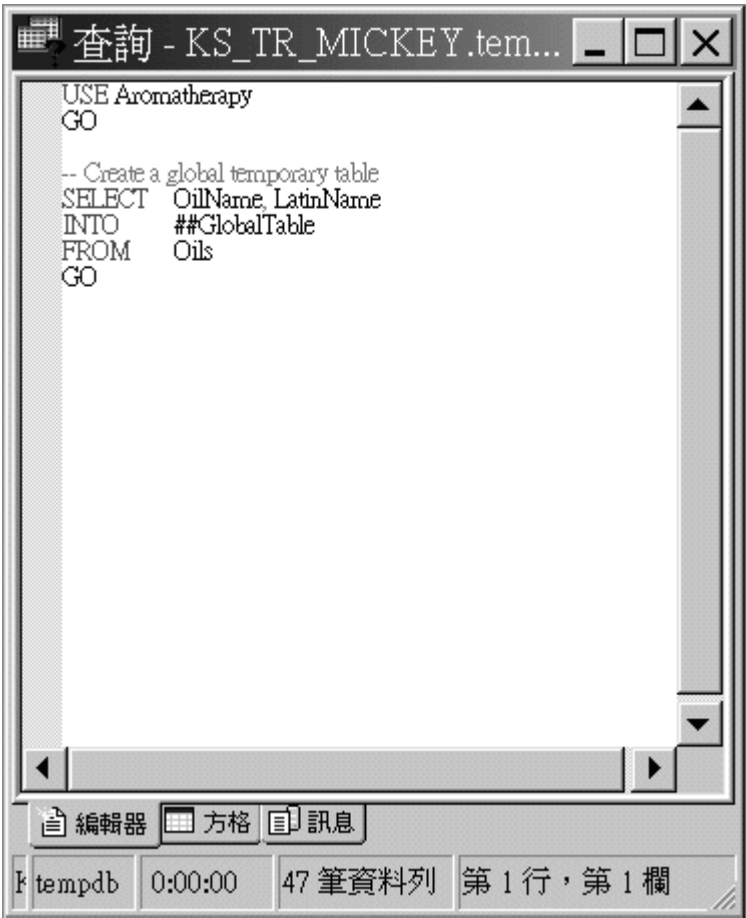 查詢 - KS_TR_MICKEY.tem...
USE Aromatherapy
GO
-- Create a global temporary table
SELECT OilName, LatinName
INTO ##GlobalTable
FROM Oils
GO
編輯器 方格 訊息
tempdb 0:00:00 47 筆資料列 第 1 行，第 1 欄